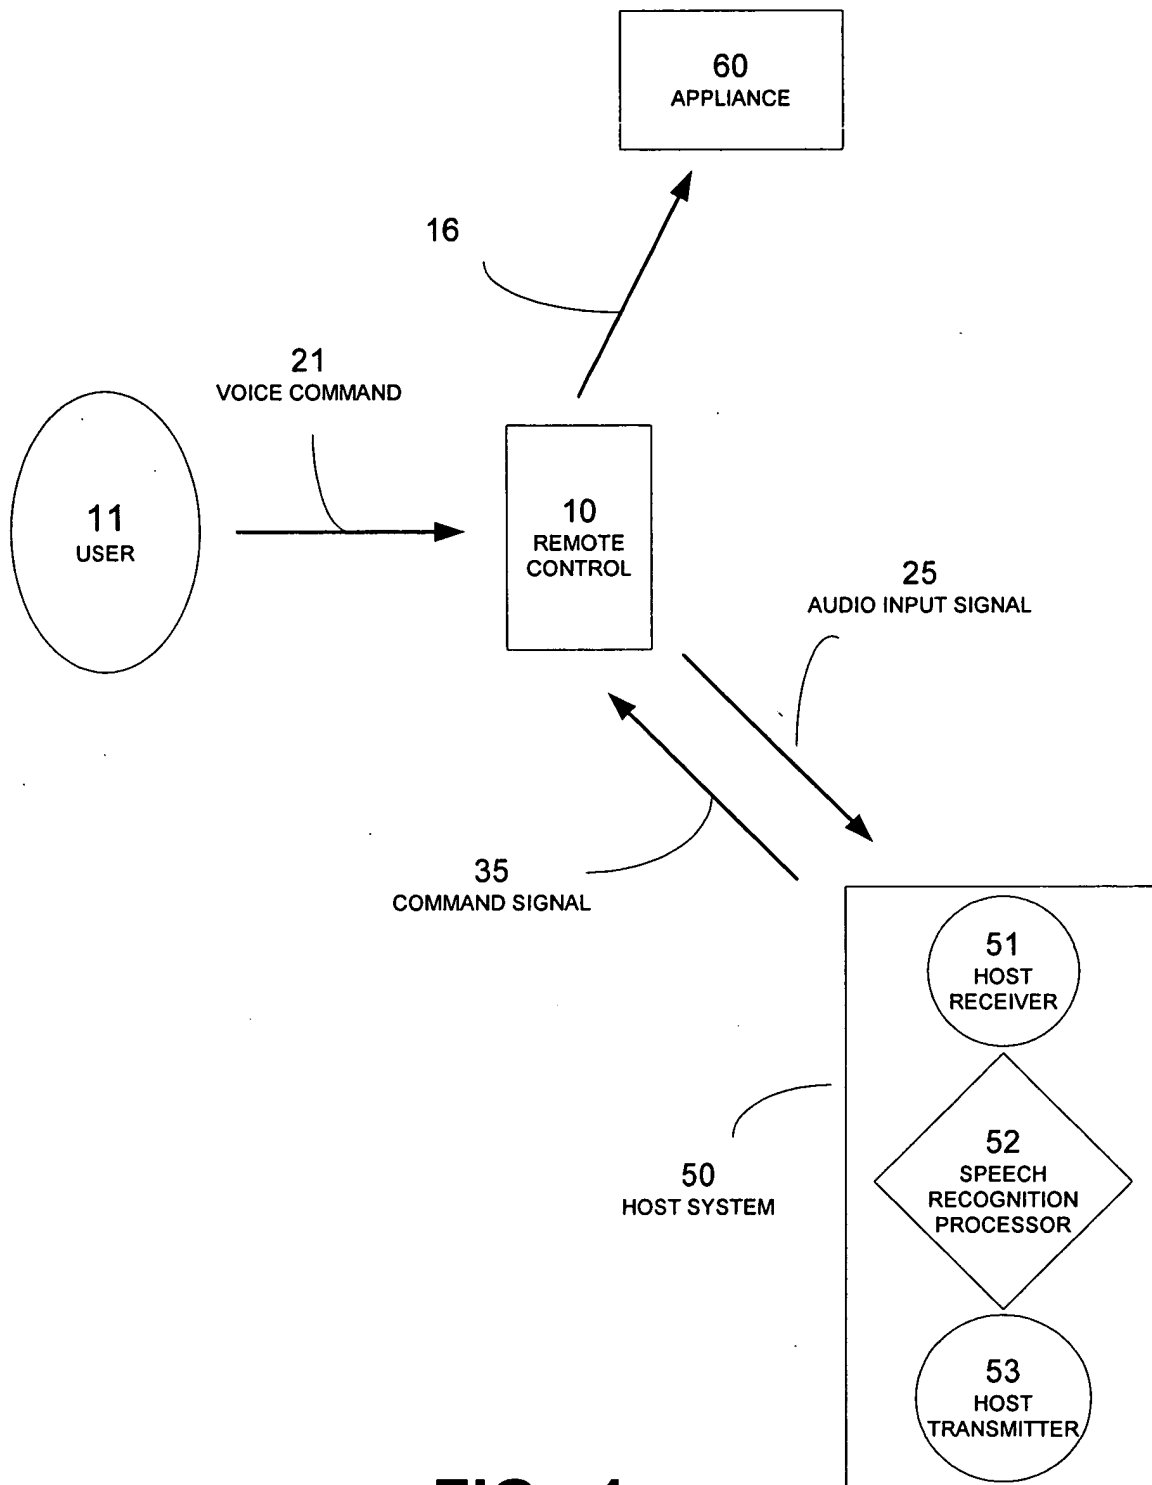 60
APPLIANCE
16
21
VOICE COMMAND
11
USER
10
REMOTE
CONTROL
25
AUDIO INPUT SIGNAL
35
COMMAND SIGNAL
51
HOST
RECEIVER
50
HOST SYSTEM
52
SPEECH
RECOGNITION
PROCESSOR
53
HOST
TRANSMITTER